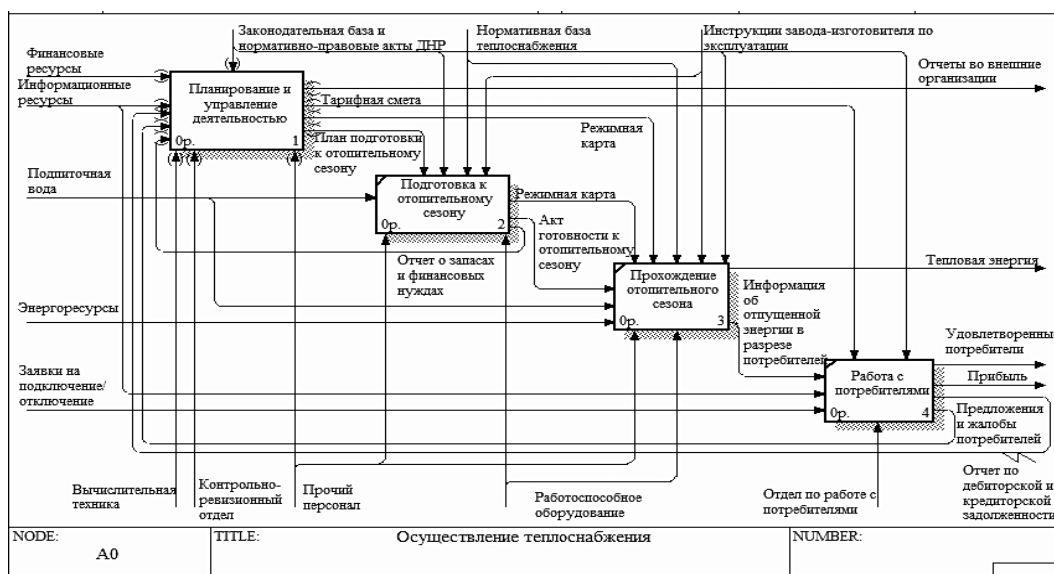 Законодательная база и
нормативно-правовые акты ДНР
Нормативная база
теплоснабжения
Инструкции завода-изготовителя по
эксплуатации
Финансовые
ресурсы
Информационные
ресурсы
Планирование и
управление
деятельностью
0р.
1
Отчеты во внешние
организации
Тарифная смета
Режимная
карта
План подготовки
к отопительному
сезону
Подпиточная
вода
Подготовка к
отопительному
сезону
0р.
2
Режимная карта
Акт
готовности к
отопительному
сезону
Отчет о запасах
и финансовых
нуждах
Прохождение
отопительного
сезона
0р.
3
Тепловая энергия
Информация
об
отпущенной
энергии в
разрезе
потребителей
Энергоресурсы
Удовлетворенные
потребители
Заявки на
подключение/
отключение
Работа с
потребителями
0р.
4
Прибыль
Предложения
и жалобы
потребителей
Отчет по
дебиторской и
кредиторской
задолженности
Вычислительная
техника
Контрольно-
ревизионный
отдел
Прочий
персонал
Работоспособное
оборудование
Отдел по работе с
потребителями
NODE:
A0
TITLE:
Осуществление теплоснабжения
NUMBER: